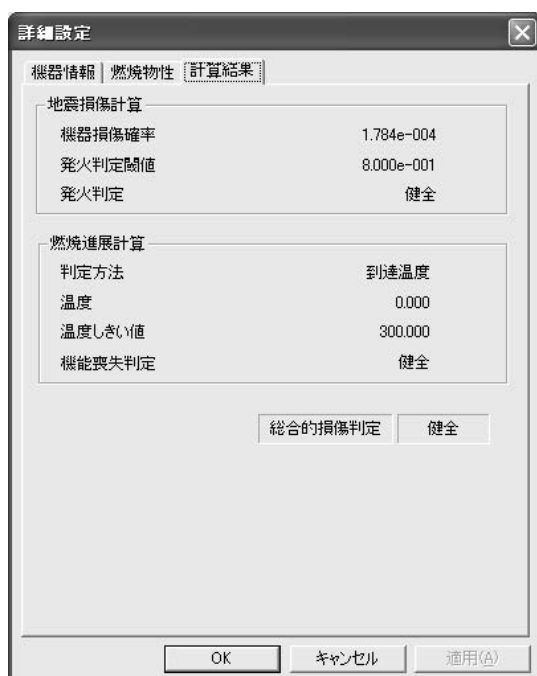 詳細設定
機器情報 燃焼物性 計算結果
地震損傷計算
機器損傷確率 1.784e-004
発火判定閾値 8.000e-001
発火判定 健全
燃焼進展計算
判定方法 到達温度
温度 0.000
温度しきい値 300.000
機能喪失判定 健全
総合的損傷判定 健全
OK キャンセル 適用(A)